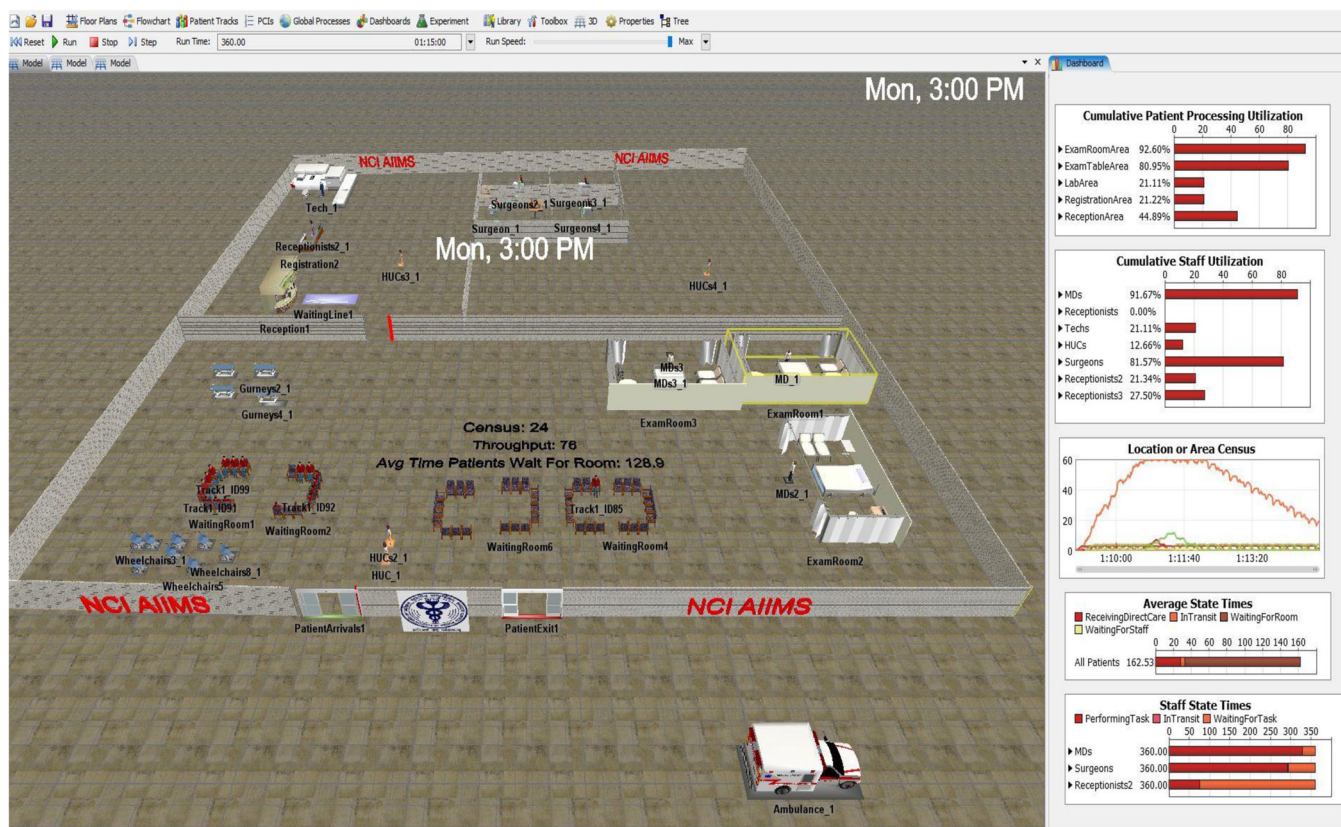 Floor Plans Flowchart Patient Tracks PCIs Global Processes Dashboards Experiment Library Toolbox 3D Properties Tree
Reset Run Stop Step Run Time: 360.00 01:15:00 Run Speed: Max
Model Model Model
Mon, 3:00 PM
NCI AIIMS
NCI AIIMS
Tech_1
Surgeons2_1
Surgeons3_1
Surgeon_1
Surgeons4_1
Receptionists2_1
Mon, 3:00 PM
Registration2
HUCs3_1
HUCs4_1
WaitingLine1
Reception1
MDs3
MDs3_1
MD_1
Gurneys2_1
Gurneys4_1
ExamRoom3
ExamRoom1
Census: 24
Throughput: 76
Avg Time Patients Wait For Room: 128.9
Track1_ID99
Track1_ID91
Track1_ID92
Track1_ID85
MDs2_1
WaitingRoom1
WaitingRoom2
WaitingRoom6
WaitingRoom4
ExamRoom2
HUCs2_1
HUC_1
Wheelchairs3_1
Wheelchairs8_1
Wheelchairs5
NCI AIIMS
NCI AIIMS
PatientArrivals1
PatientExit1
Ambulance_1
Dashboard
Cumulative Patient Processing Utilization
0 20 40 60 80
ExamRoomArea 92.60%
ExamTableArea 80.95%
LabArea 21.11%
RegistrationArea 21.22%
ReceptionArea 44.89%
Cumulative Staff Utilization
0 20 40 60 80
MDs 91.67%
Receptionists 0.00%
Techs 21.11%
HUCs 12.66%
Surgeons 81.57%
Receptionists2 21.34%
Receptionists3 27.50%
Location or Area Census
60
40
20
0
1:10:00 1:11:40 1:13:20
Average State Times
ReceivingDirectCare InTransit WaitingForRoom
WaitingForStaff
0 20 40 60 80 100 120 140 160
All Patients 162.53
Staff State Times
PerformingTask InTransit WaitingForTask
0 50 100 150 200 250 300 350
MDs 360.00
Surgeons 360.00
Receptionists2 360.00